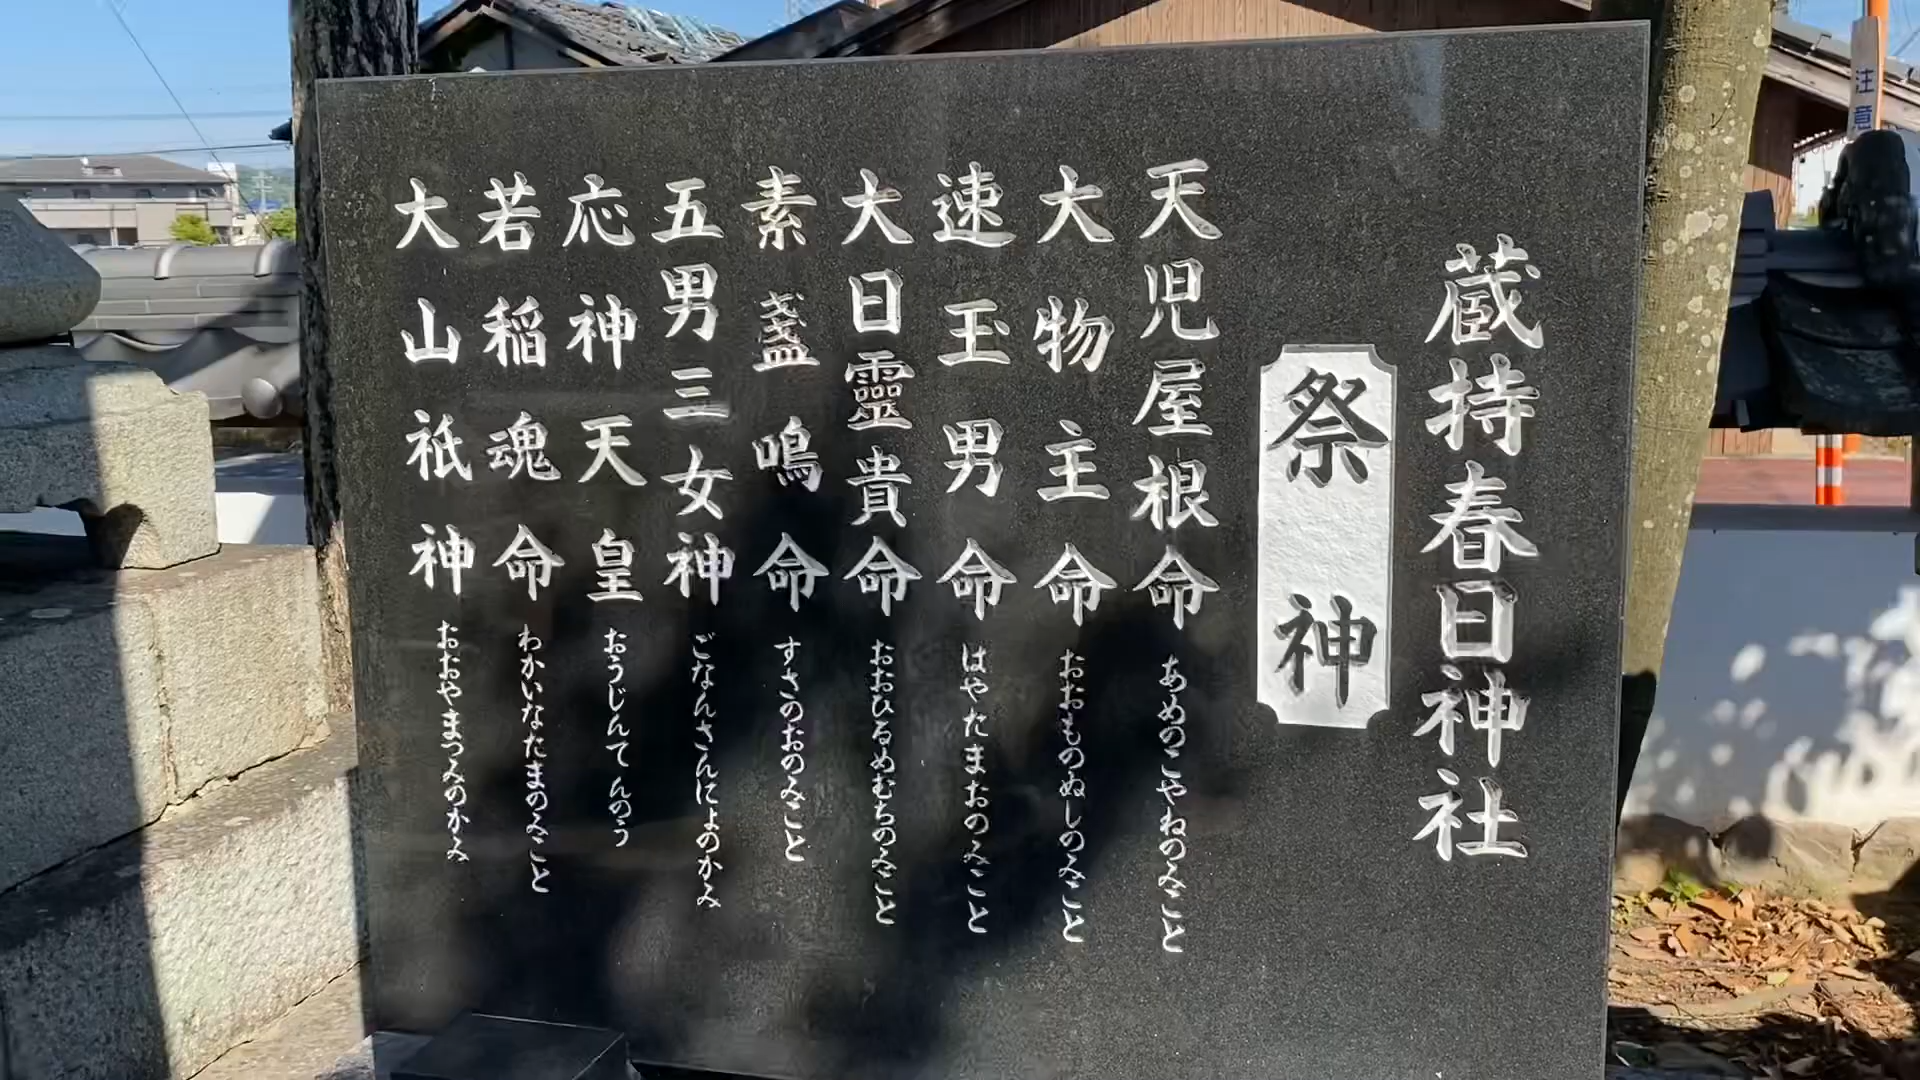 蔵持春日神社
祭神
天児屋根命 あめのこやねのみこと
大物主命 おおものぬしのみこと
速玉男命 はやたまおのみこと
大日靈貴命 おおひるめむちのみこと
素盞鳴命 すさのおのみこと
五男三女神 ごなんさんによのかみ
応神天皇 おうじんてんのう
若稲魂命 わかいなたまのみこと
大山祇神 おおやまつみのかみ
注意